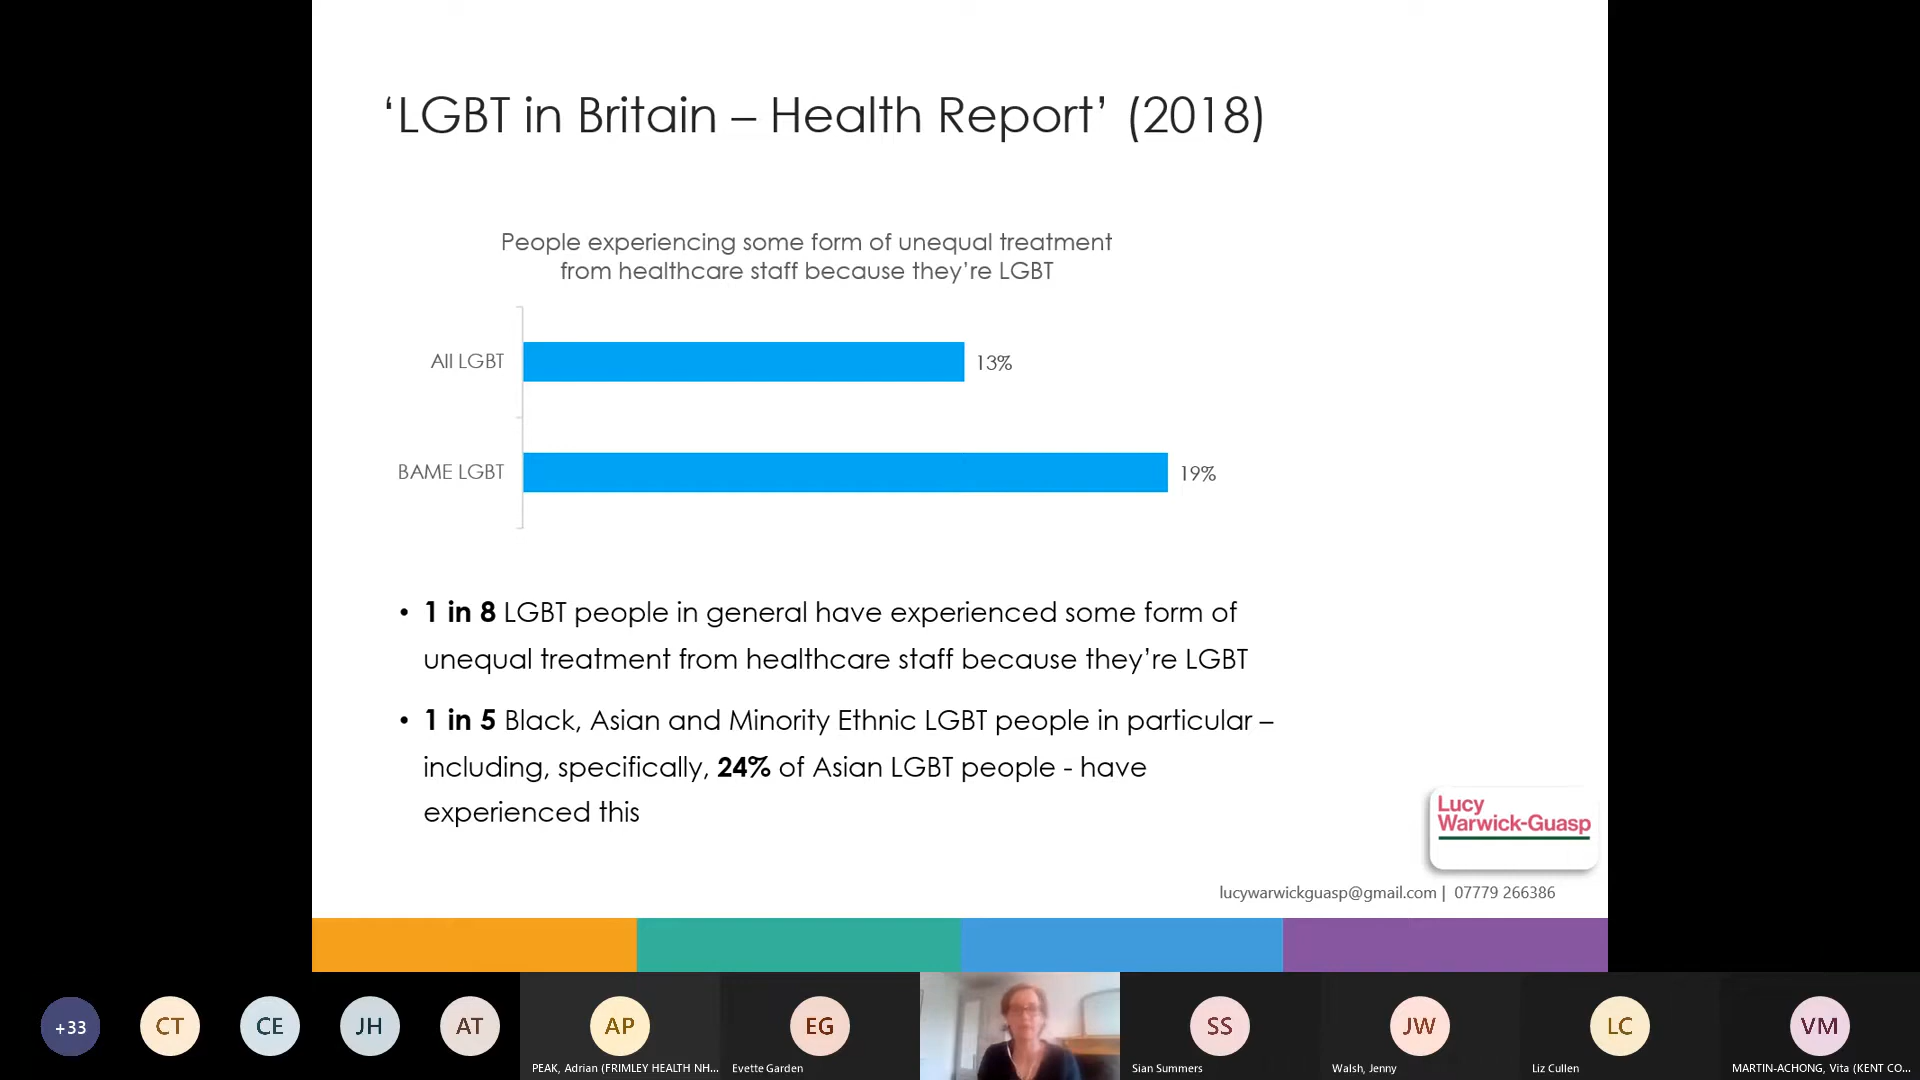 ‘LGBT in Britain – Health Report’ (2018)
People experiencing some form of unequal treatment
from healthcare staff because they’re LGBT
All LGBT
13%
BAME LGBT
19%
• 1 in 8 LGBT people in general have experienced some form of
unequal treatment from healthcare staff because they’re LGBT
• 1 in 5 Black, Asian and Minority Ethnic LGBT people in particular –
including, specifically, 24% of Asian LGBT people - have
experienced this
Lucy
Warwick-Guasp
lucywarwickguasp@gmail.com | 07779 266386
+33
CT
CE
JH
AT
AP
EG
SS
JW
LC
VM
PEAK, Adrian (FRIMLEY HEALTH NH...
Evette Garden
Sian Summers
Walsh, Jenny
Liz Cullen
MARTIN-ACHONG, Vita (KENT CO...